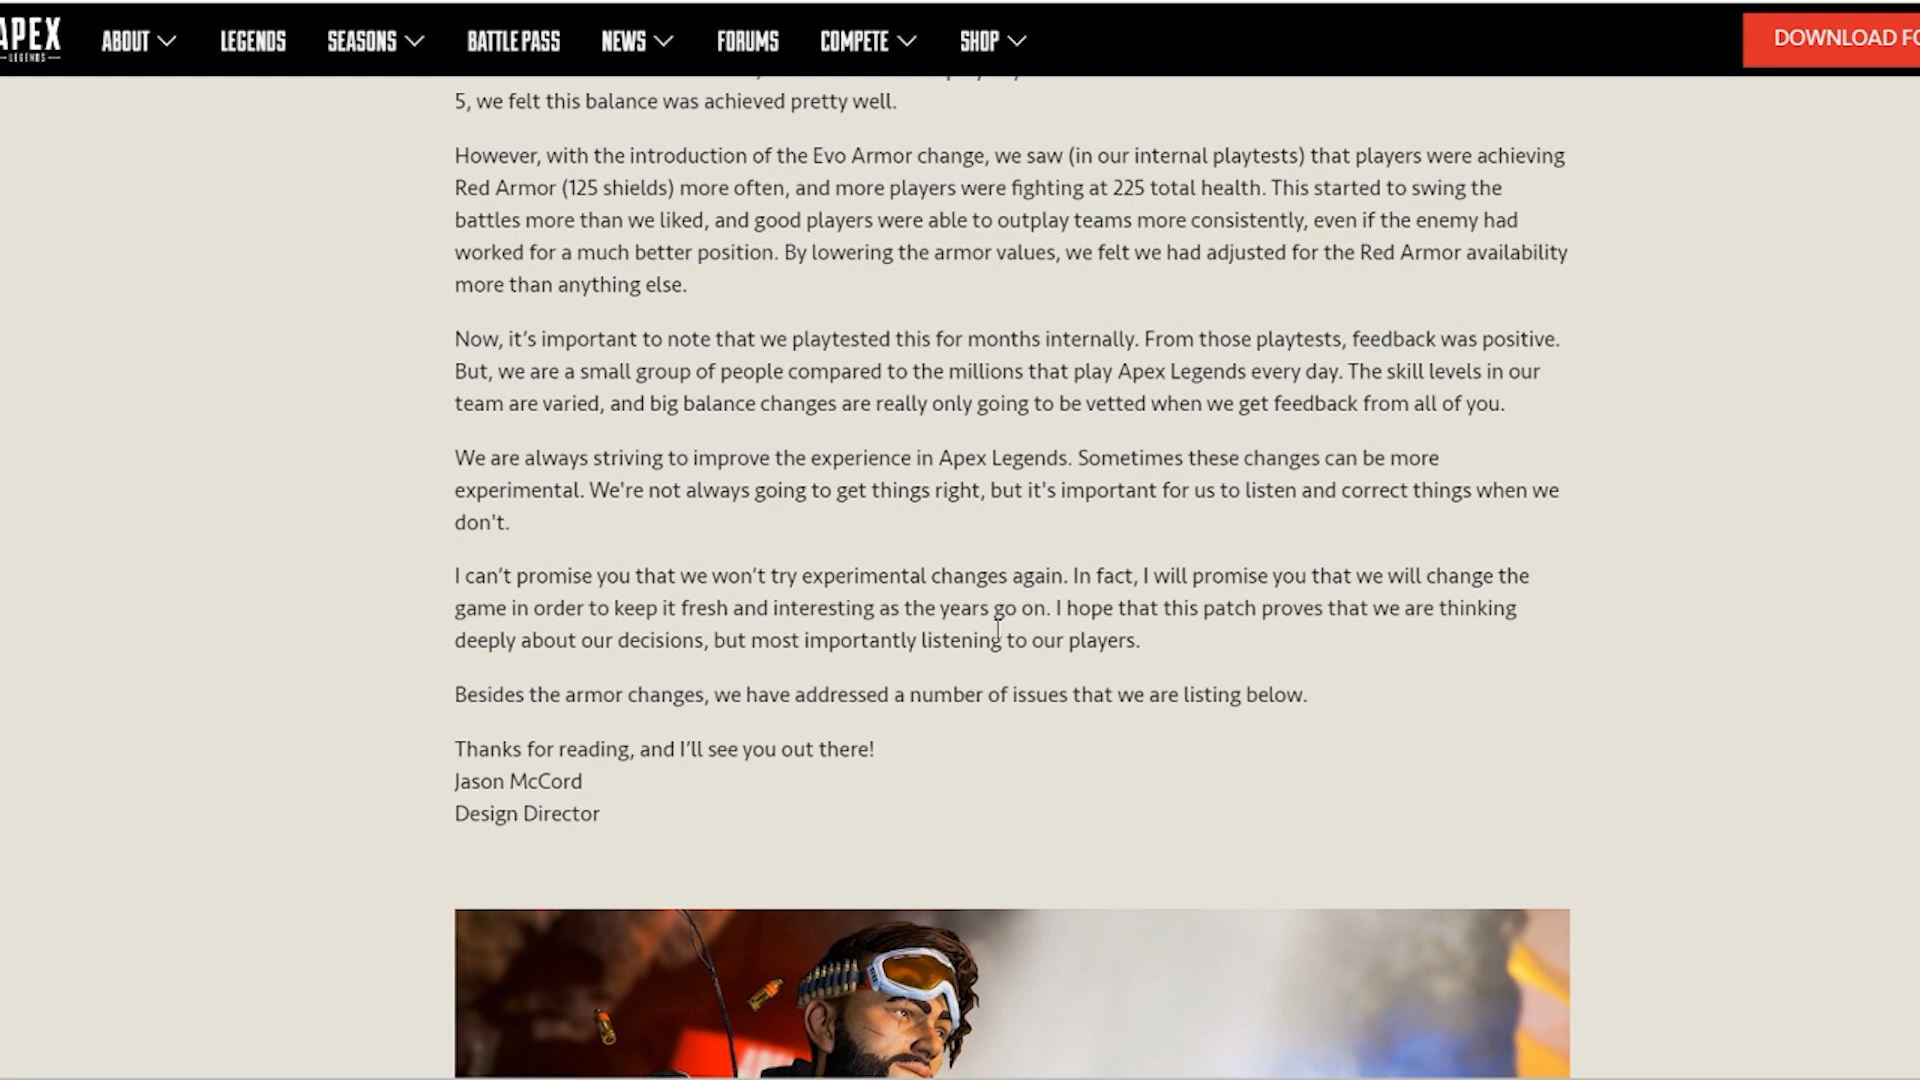 APEX
LEGENDS
ABOUT
LEGENDS
SEASONS
BATTLE PASS
NEWS
FORUMS
COMPETE
SHOP
DOWNLOAD FO
5, we felt this balance was achieved pretty well.
However, with the introduction of the Evo Armor change, we saw (in our internal playtests) that players were achieving
Red Armor (125 shields) more often, and more players were fighting at 225 total health. This started to swing the
battles more than we liked, and good players were able to outplay teams more consistently, even if the enemy had
worked for a much better position. By lowering the armor values, we felt we had adjusted for the Red Armor availability
more than anything else.
Now, it’s important to note that we playtested this for months internally. From those playtests, feedback was positive.
But, we are a small group of people compared to the millions that play Apex Legends every day. The skill levels in our
team are varied, and big balance changes are really only going to be vetted when we get feedback from all of you.
We are always striving to improve the experience in Apex Legends. Sometimes these changes can be more
experimental. We're not always going to get things right, but it's important for us to listen and correct things when we
don't.
I can’t promise you that we won’t try experimental changes again. In fact, I will promise you that we will change the
game in order to keep it fresh and interesting as the years go on. I hope that this patch proves that we are thinking
deeply about our decisions, but most importantly listening to our players.
Besides the armor changes, we have addressed a number of issues that we are listing below.
Thanks for reading, and I’ll see you out there!
Jason McCord
Design Director